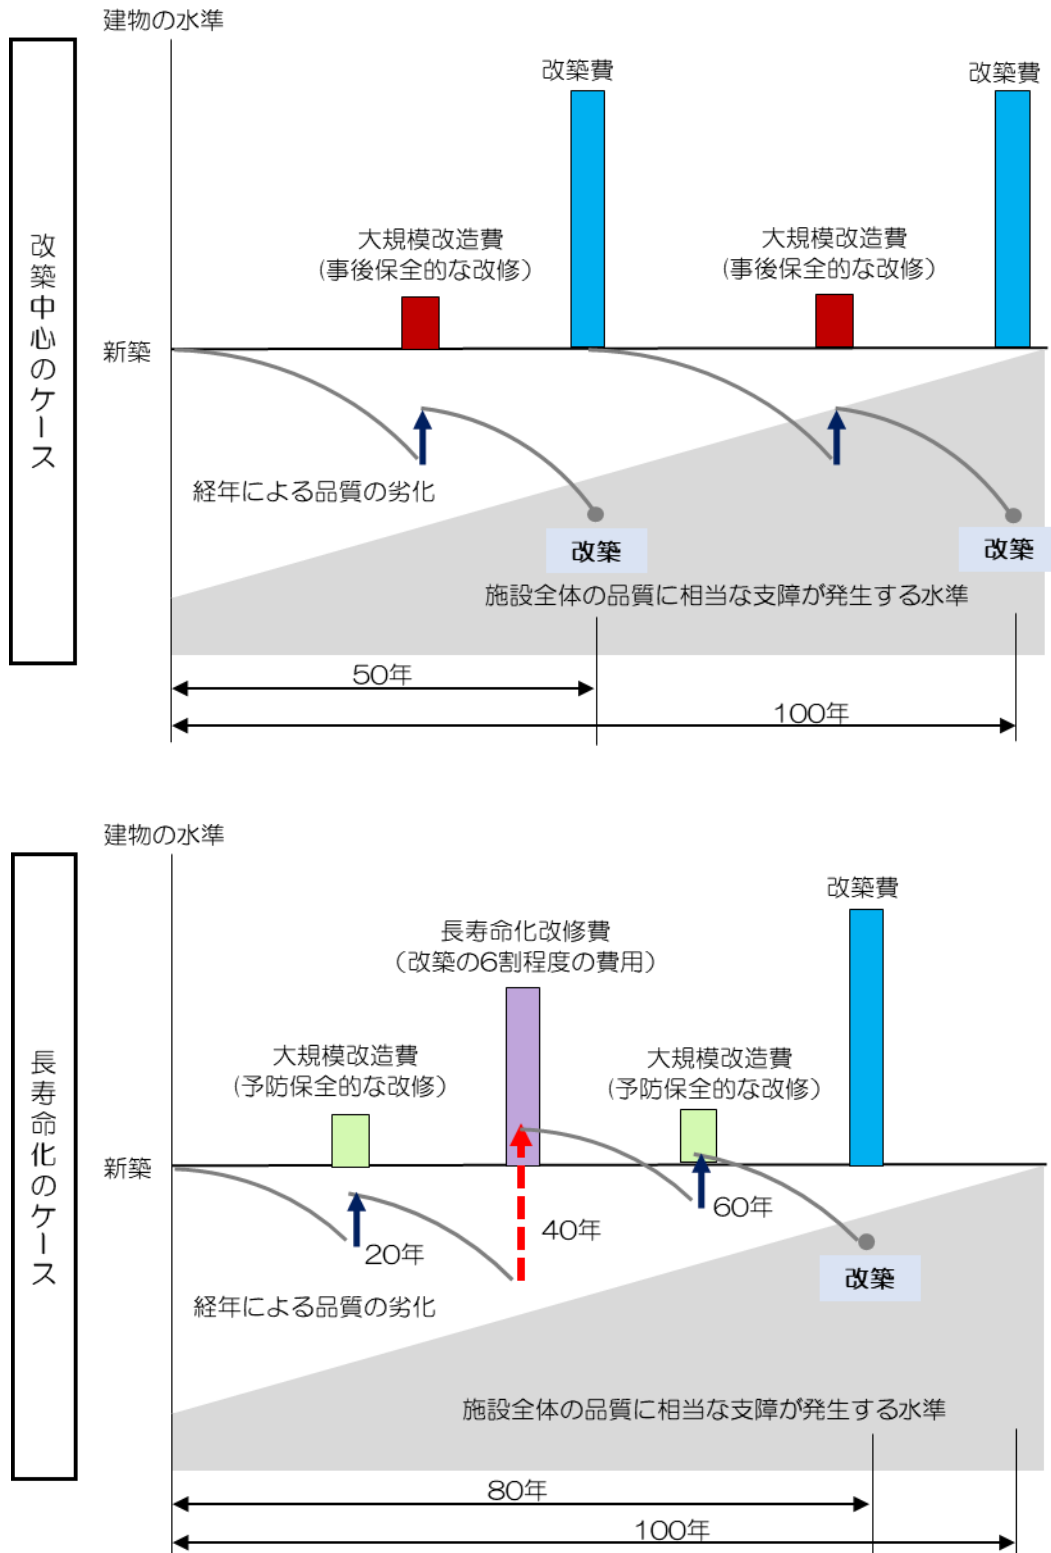 建物の水準
改築中心のケース
改築費
改築費
大規模改造費
(事後保全的な改修)
大規模改造費
(事後保全的な改修)
新築
経年による品質の劣化
改築
改築
施設全体の品質に相当な支障が発生する水準
50年
100年
建物の水準
長寿命化のケース
改築費
長寿命化改修費
(改築の6割程度の費用)
大規模改造費
(予防保全的な改修)
大規模改造費
(予防保全的な改修)
新築
20年
40年
60年
経年による品質の劣化
改築
施設全体の品質に相当な支障が発生する水準
80年
100年